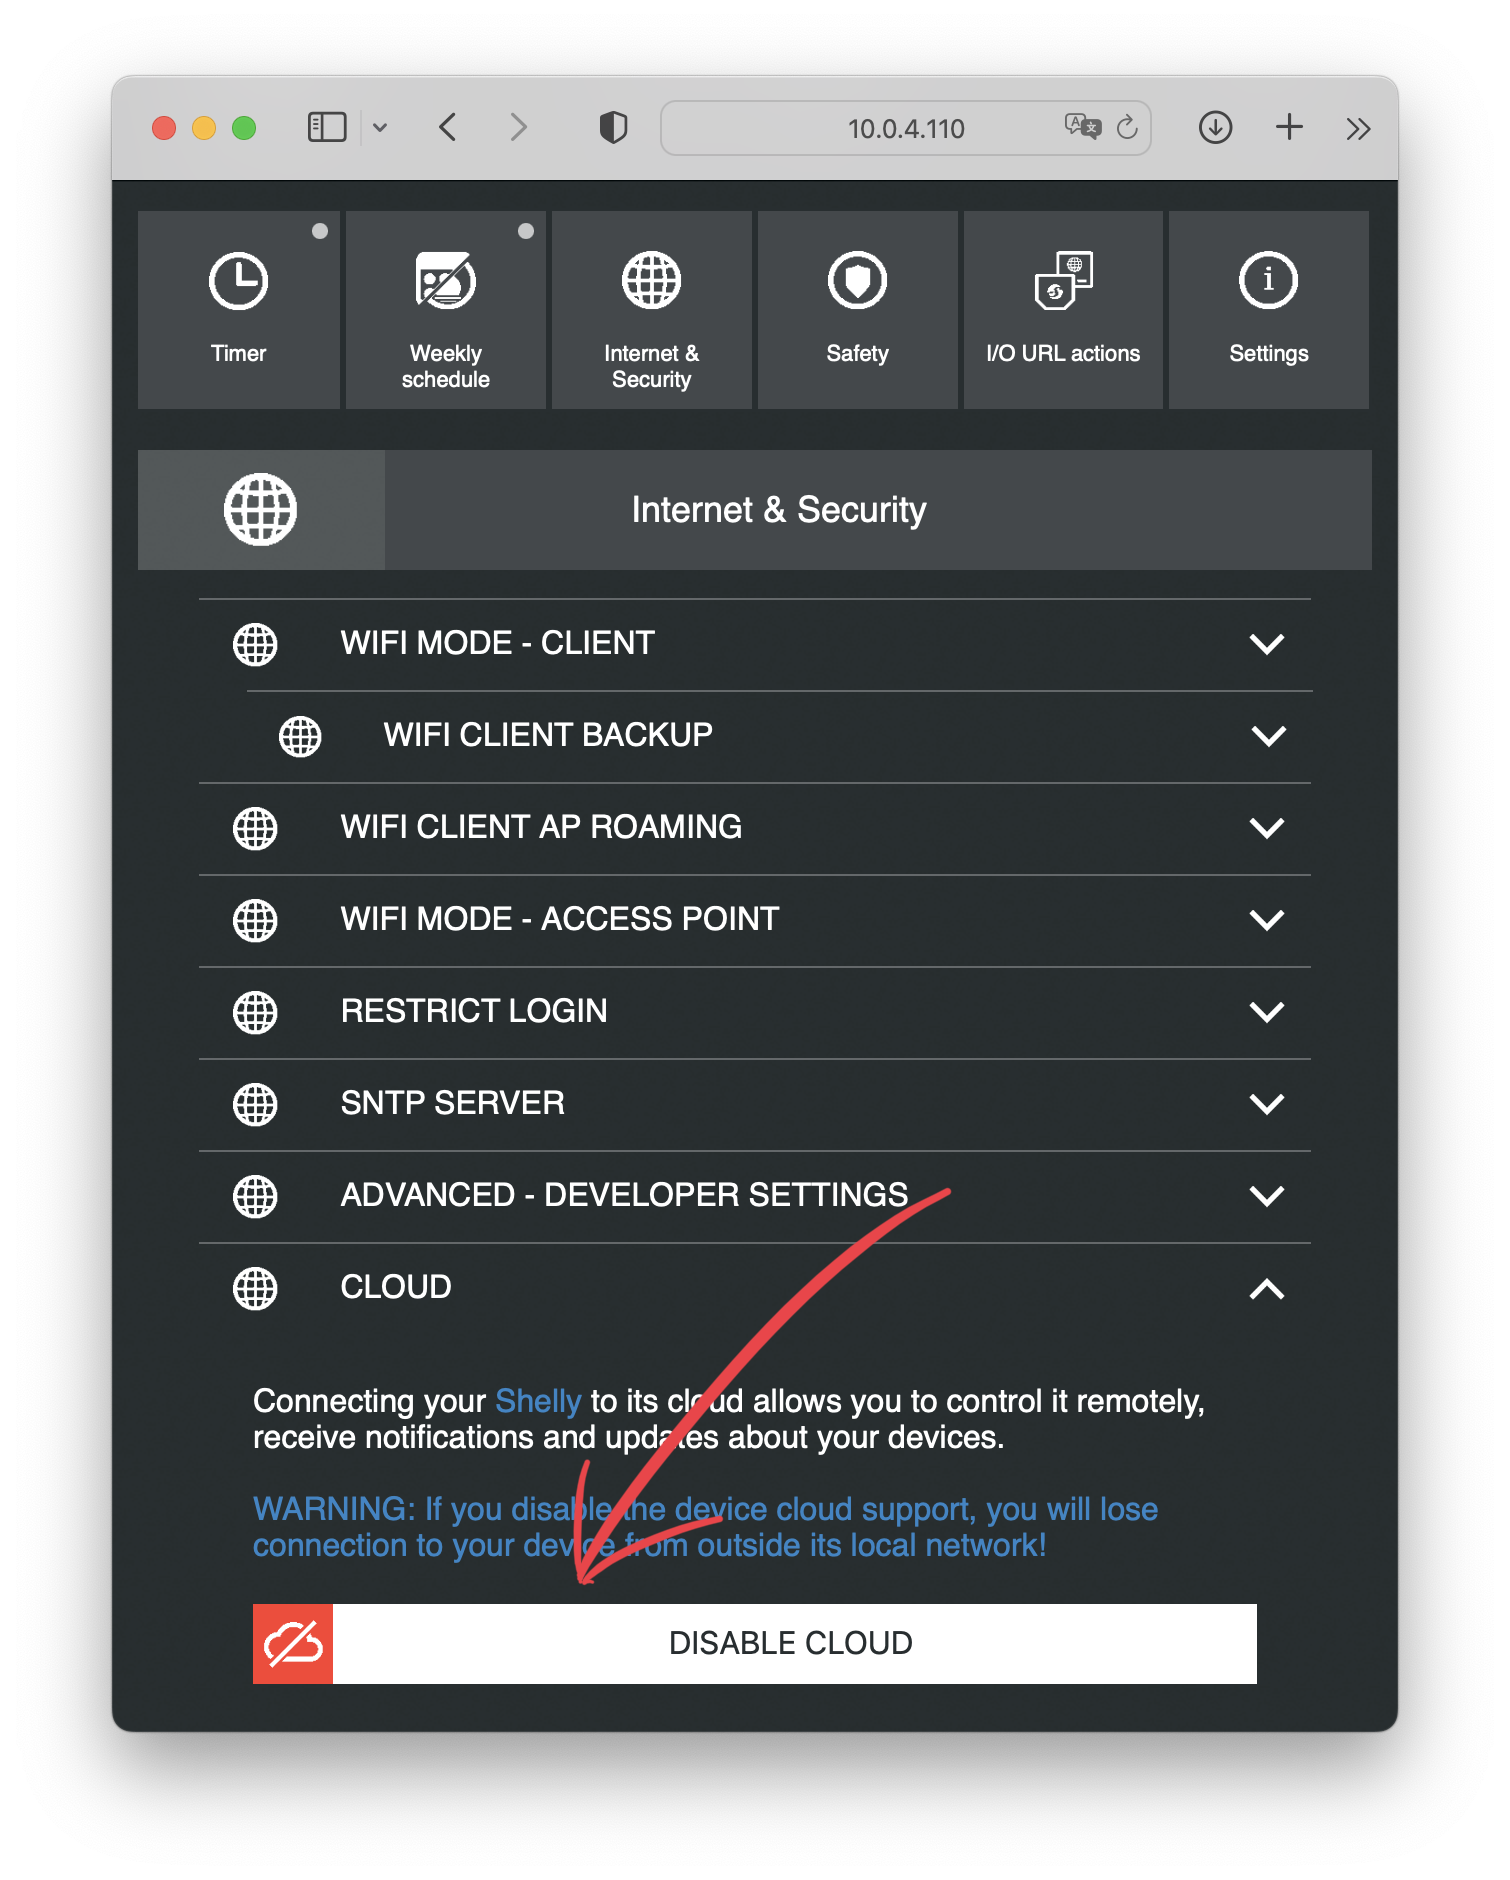 10.0.4.110
Timer
Weekly
schedule
Internet &
Security
Safety
I/O URL actions
Settings
Internet & Security
WIFI MODE - CLIENT
WIFI CLIENT BACKUP
WIFI CLIENT AP ROAMING
WIFI MODE - ACCESS POINT
RESTRICT LOGIN
SNTP SERVER
ADVANCED - DEVELOPER SETTINGS
CLOUD
Connecting your Shelly to its cloud allows you to control it remotely,
receive notifications and updates about your devices.
WARNING: If you disable the device cloud support, you will lose
connection to your device from outside its local network!
DISABLE CLOUD